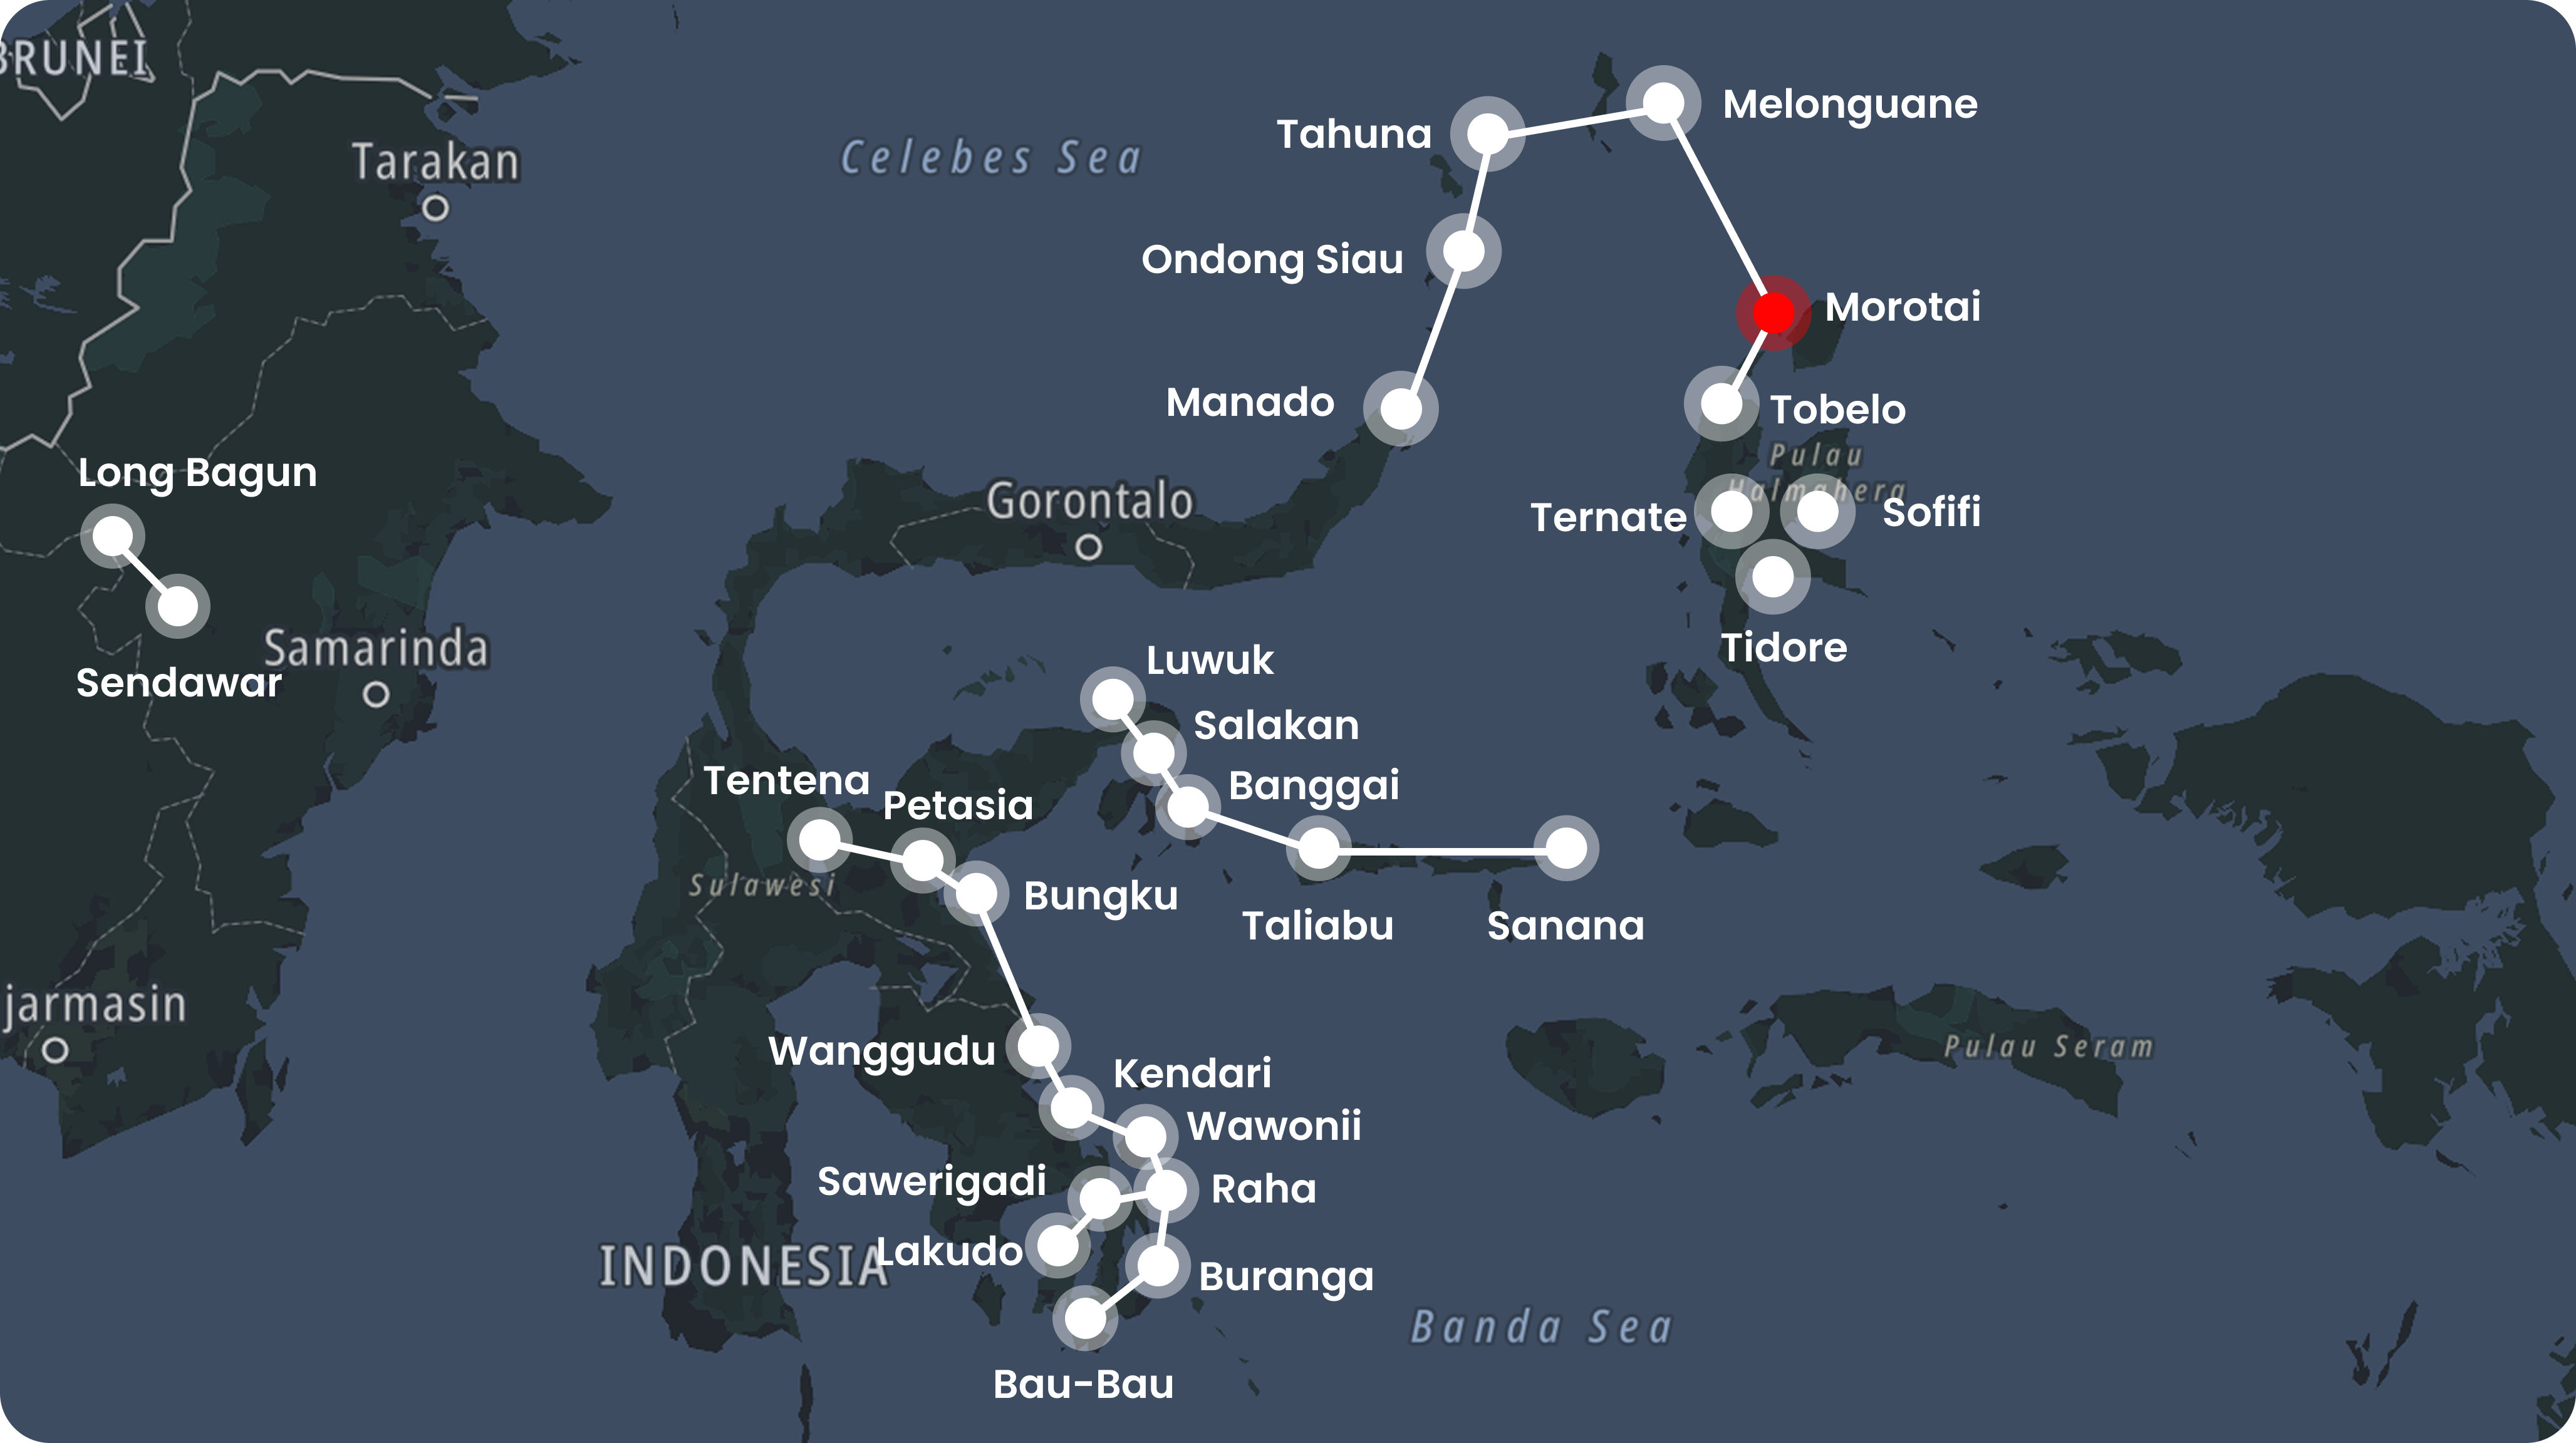 BRUNEI
Tarakan
Celebes Sea
Tahuna
Melonguane
Ondong Siau
Morotai
Manado
Tobelo
Pulau
Halmahera
Long Bagun
Gorontalo
Ternate
Sofifi
Sendawar
Samarinda
Tidore
Luwuk
Salakan
Tentena
Petasia
Banggai
Sulawesi
Bungku
Taliabu
Sanana
jarmasin
Wanggudu
Kendari
Pulau Seram
Wawonii
Sawerigadi
Raha
INDONESIA
Lakudo
Buranga
Banda Sea
Bau-Bau